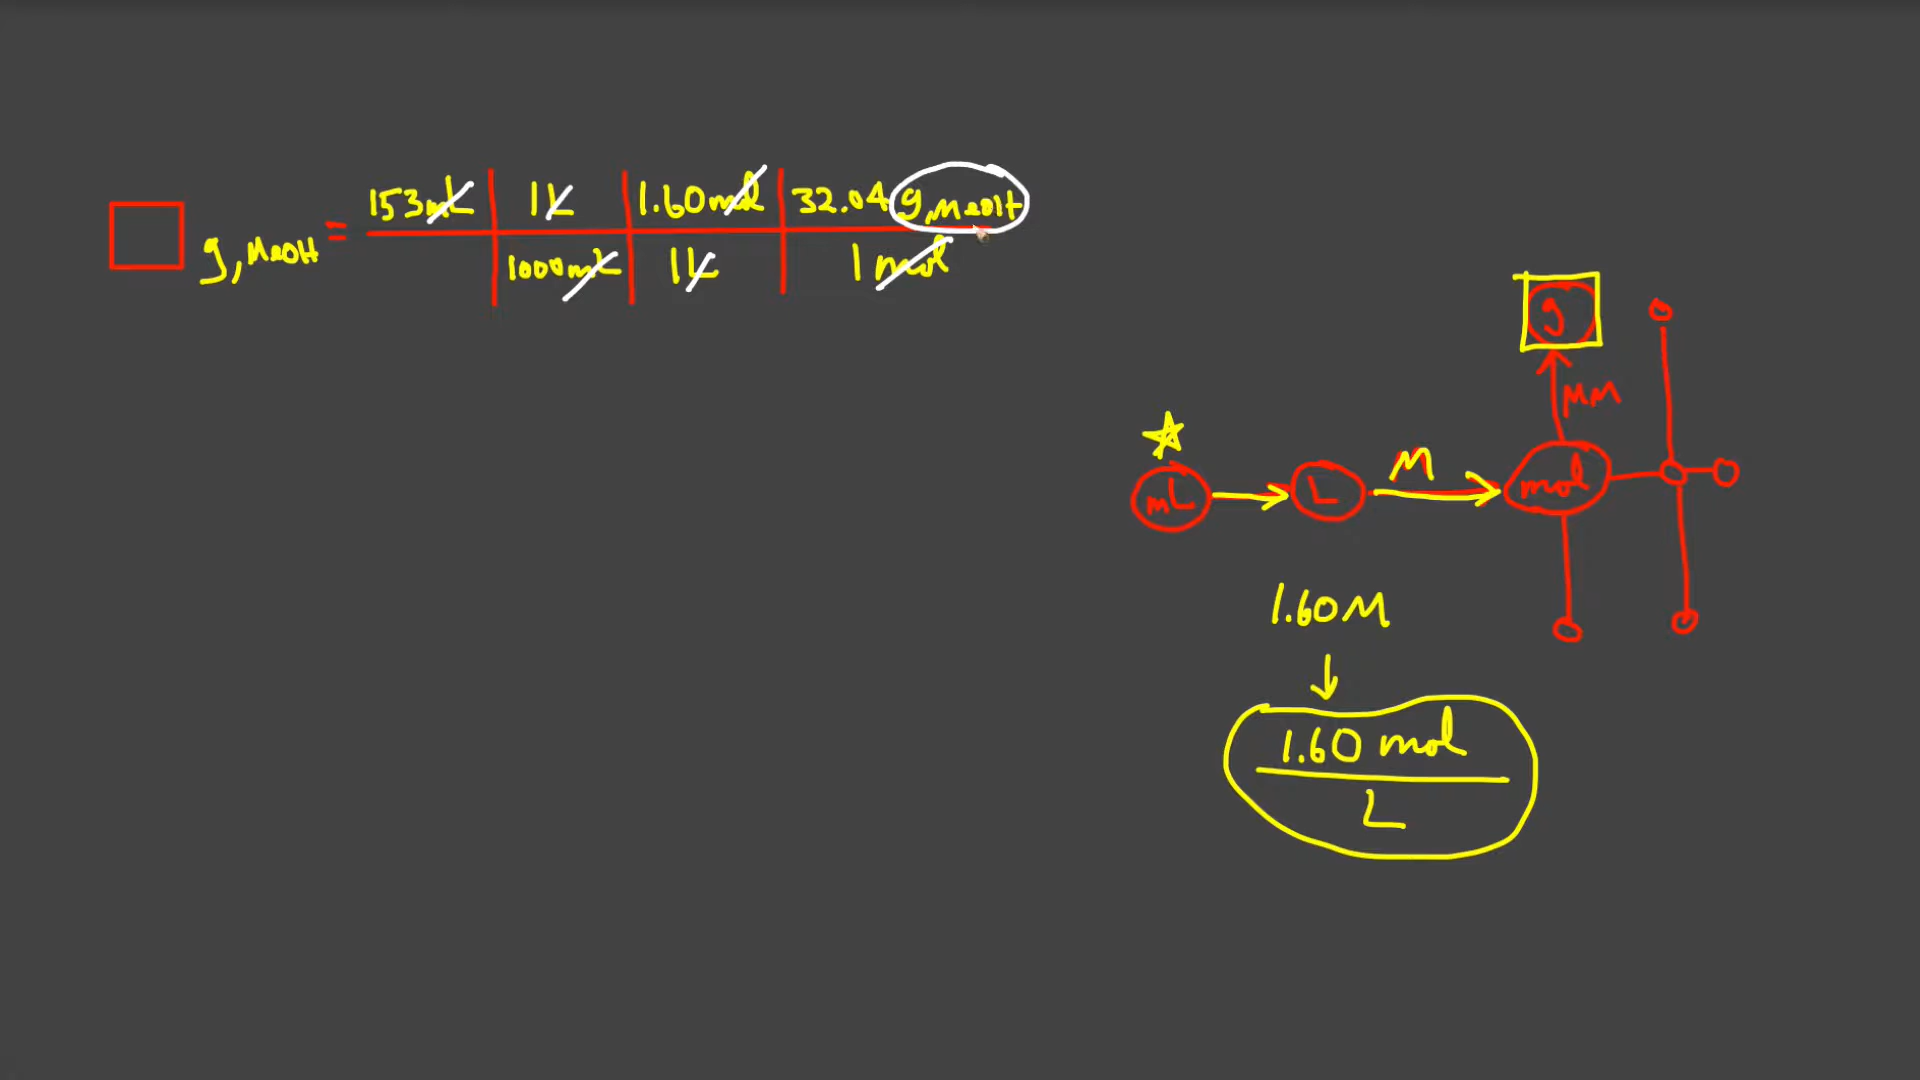 g, MeOH = 153 mL 1 L 1.60 mol 32.04 g, MeOH
1000 mL 1 L 1 mol
g
MM
mL L M mol
1.60 M
1.60 mol
L